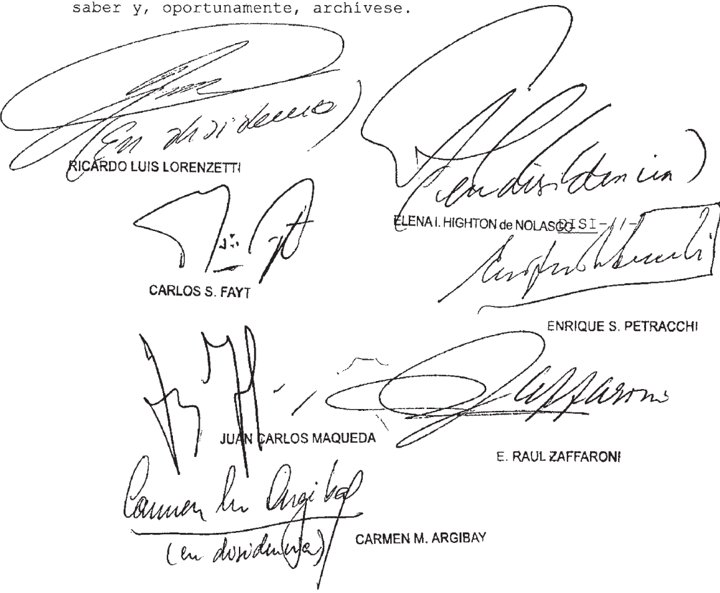 saber y, oportunamente, archívese.
(en disidencia)
RICARDO LUIS LORENZETTI
(en disidencia)
ELENA I. HIGHTON de NOLASCO DISI-//-
CARLOS S. FAYT
ENRIQUE S. PETRACCHI
JUAN CARLOS MAQUEDA
Zaffaroni
E. RAUL ZAFFARONI
Carmen M Argibay
(en disidencia)
CARMEN M. ARGIBAY